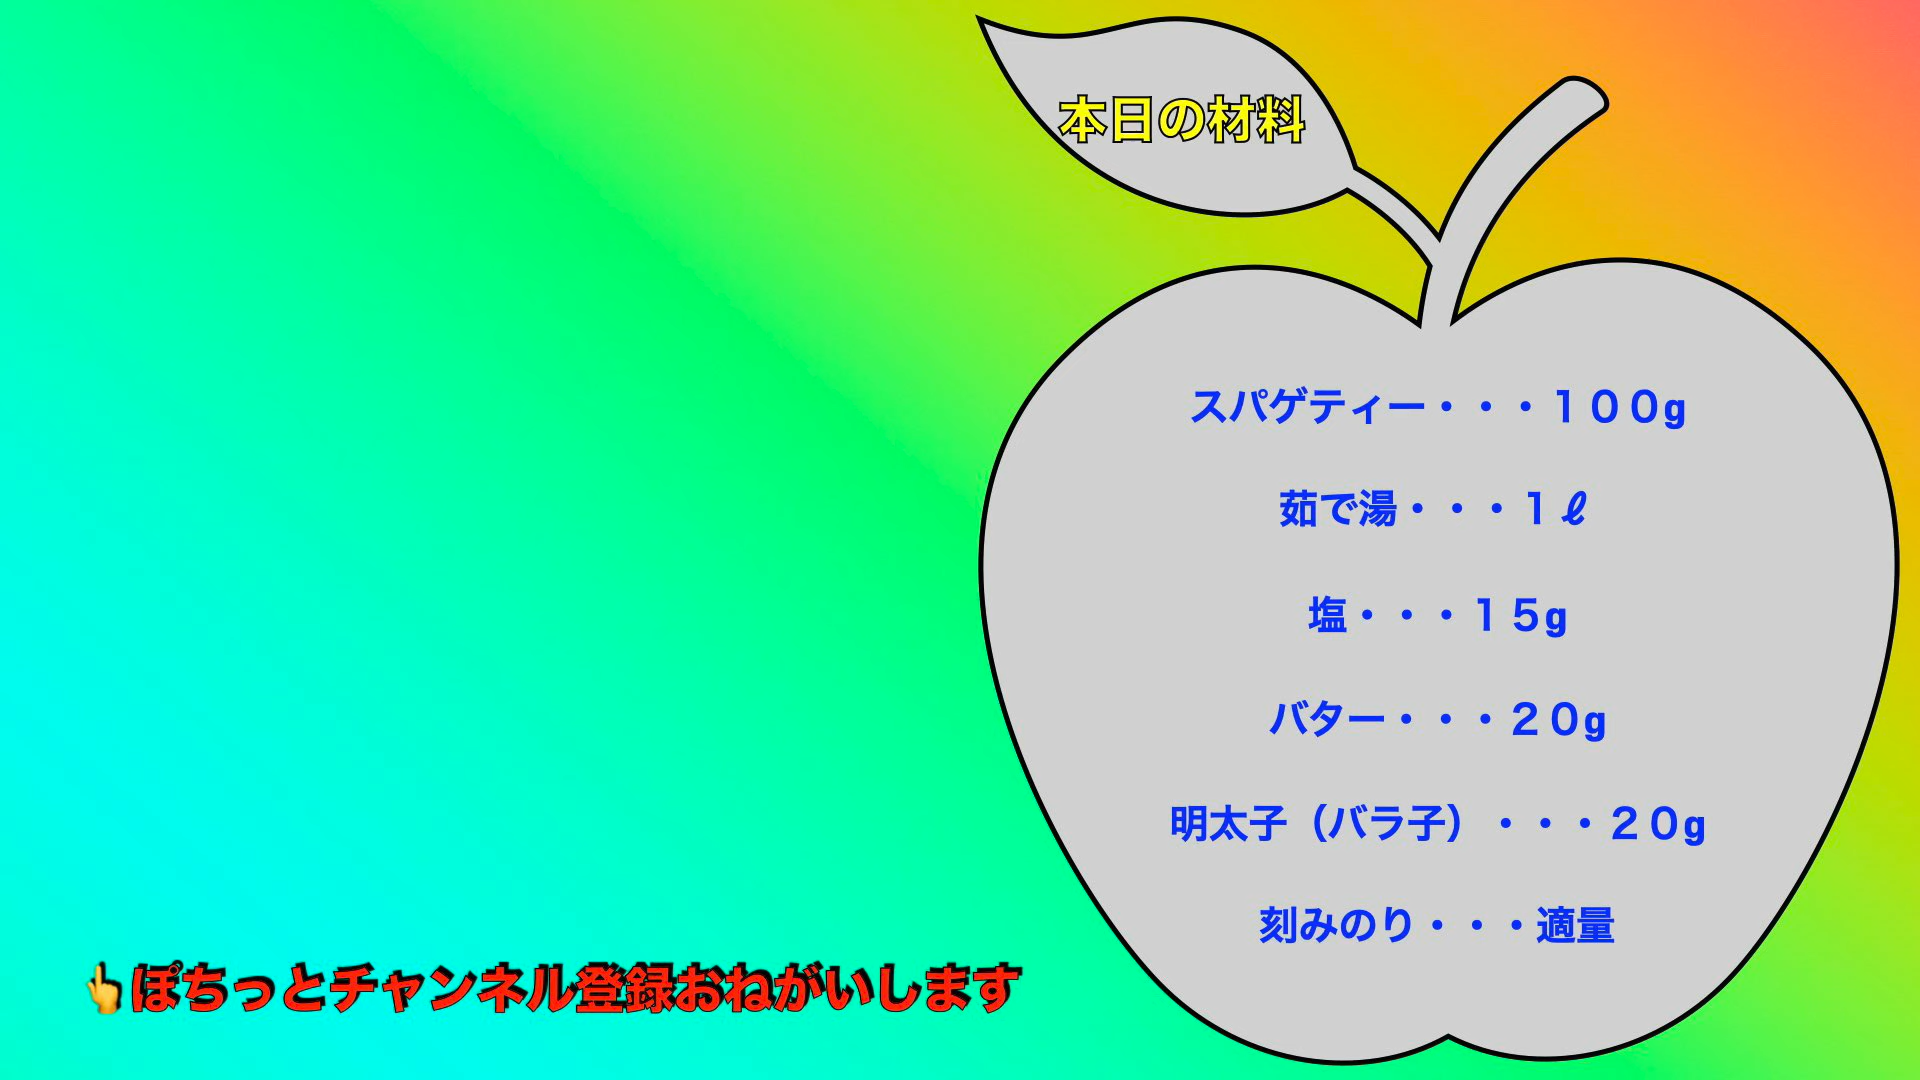 本日の材料
スパゲティー・・・１００g
茹で湯・・・１ℓ
塩・・・１５g
バター・・・２０g
明太子（バラ子）・・・２０g
刻みのり・・・適量
👆ぽちっとチャンネル登録おねがいします